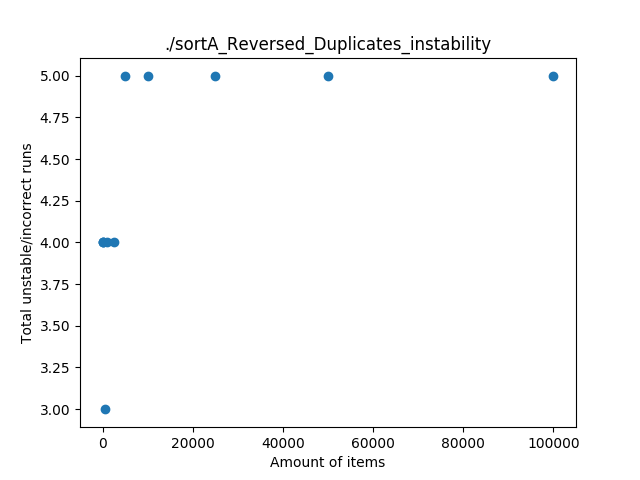 ./sortA_Reversed_Duplicates_instability
5.00
4.75
4.50
4.25
4.00
3.75
3.50
3.25
3.00
Total unstable/incorrect runs
0 20000 40000 60000 80000 100000
Amount of items